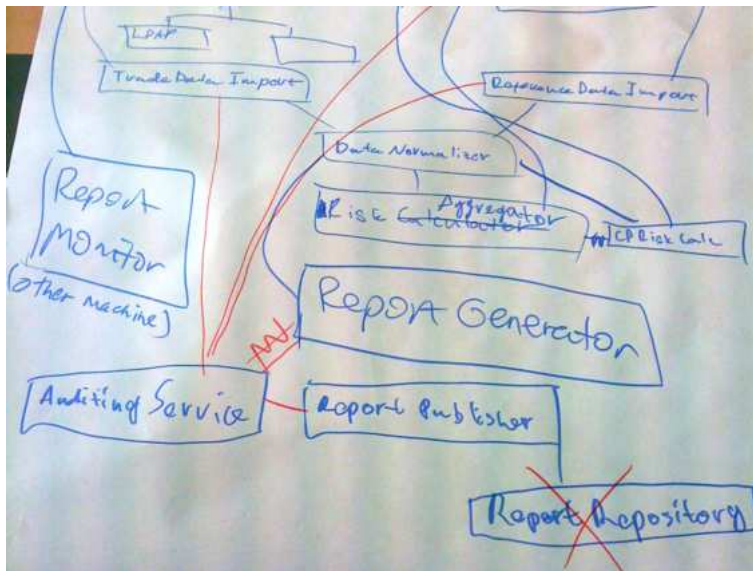 LDAP
Trade Data Import
Reference Data Import
Data Normalizer
Report
Monitor
(other machine)
Aggregator
Risk Calculator
CP Risk Calc
Report Generator
Auditing Service
Report Publisher
Report Repository